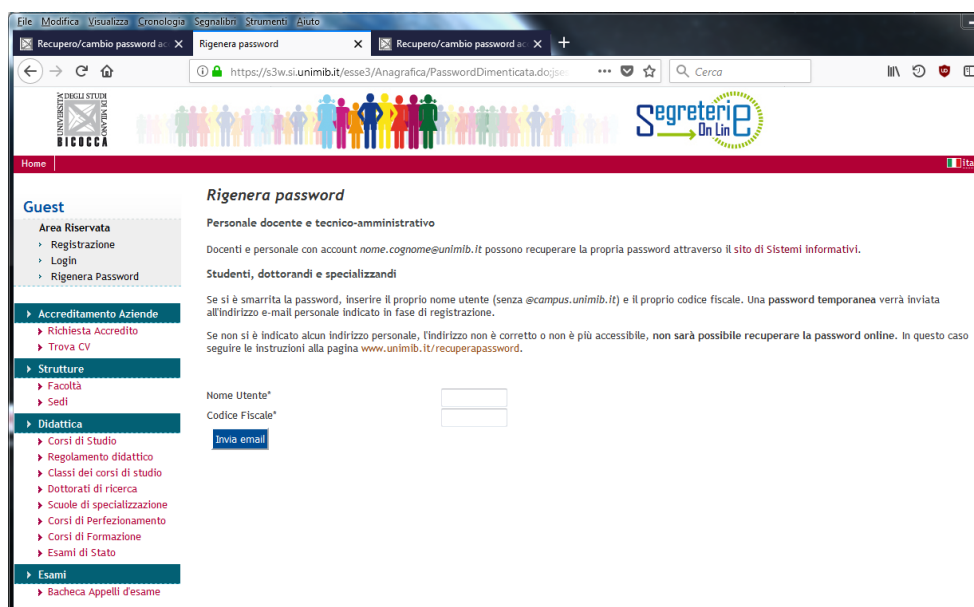 File Modifica Visualizza Cronologia Segnalibri Strumenti Aiuto
Recupero/cambio password ac
Rigenera password
Recupero/cambio password ac
https://s3w.si.unimib.it/esse3/Anagrafica/PasswordDimenticata.do;jses
Cerca
UNIVERSITA' DEGLI STUDI DI MILANO
BICOCCA
Segreterie
On Line
Home
ita
Guest
Area Riservata
Registrazione
Login
Rigenera Password
Accreditamento Aziende
Richiesta Accredito
Trova CV
Strutture
Facoltà
Sedi
Didattica
Corsi di Studio
Regolamento didattico
Classi dei corsi di studio
Dottorati di ricerca
Scuole di specializzazione
Corsi di Perfezionamento
Corsi di Formazione
Esami di Stato
Esami
Bacheca Appelli d'esame
Rigenera password
Personale docente e tecnico-amministrativo
Docenti e personale con account nome.cognome@unimib.it possono recuperare la propria password attraverso il sito di Sistemi informativi.
Studenti, dottorandi e specializzandi
Se si è smarrita la password, inserire il proprio nome utente (senza @campus.unimib.it) e il proprio codice fiscale. Una password temporanea verrà inviata
all'indirizzo e-mail personale indicato in fase di registrazione.
Se non si è indicato alcun indirizzo personale, l'indirizzo non è corretto o non è più accessibile, non sarà possibile recuperare la password online. In questo caso
seguire le instruzioni alla pagina www.unimib.it/recuperapassword.
Nome Utente*
Codice Fiscale*
Invia email